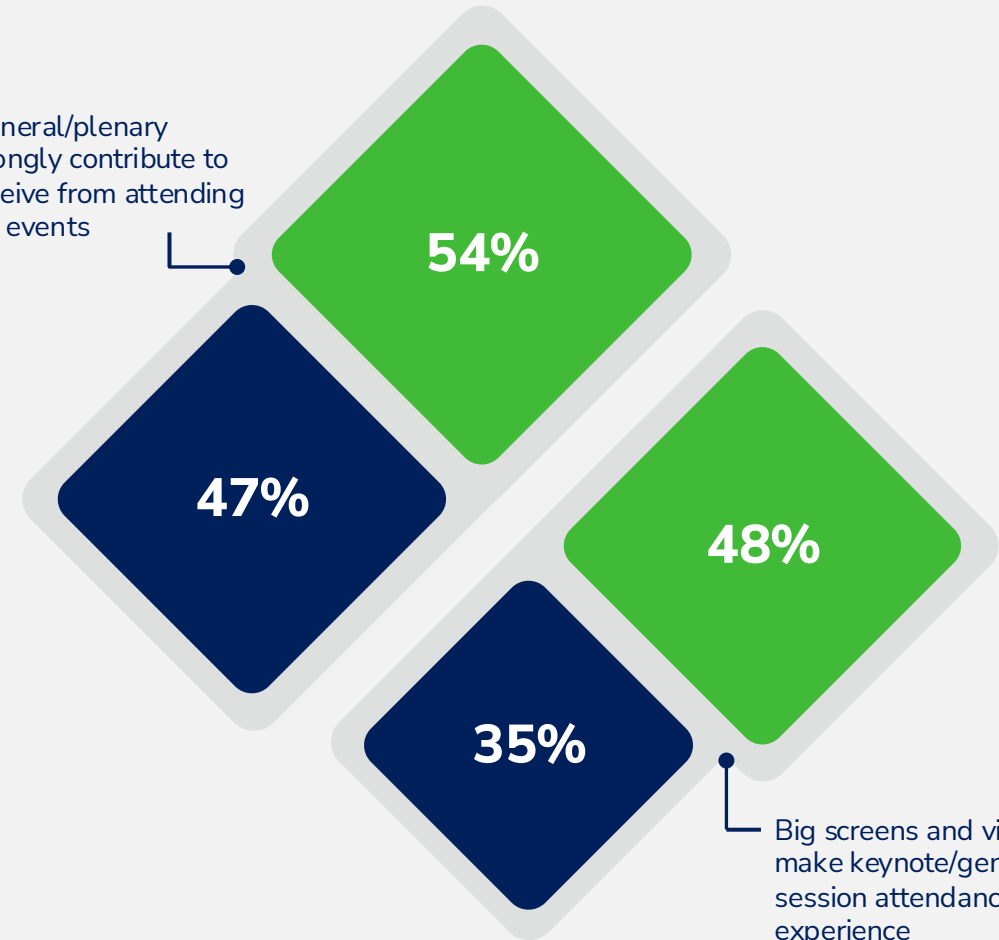 neral/plenary
ongly contribute to
eive from attending
events
54%
47%
48%
35%
Big screens and vi
make keynote/gen
session attendanc
experience